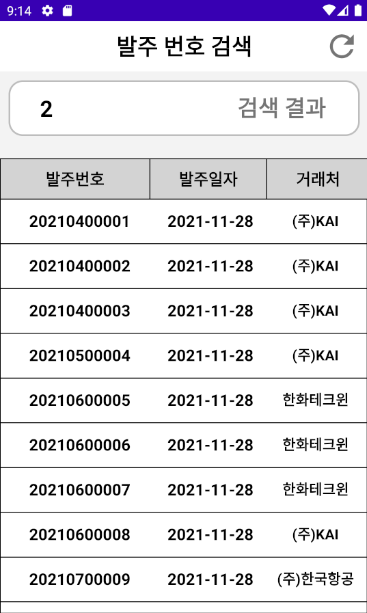 9:14
발주 번호 검색
2 검색 결과
발주번호 발주일자 거래처
20210400001 2021-11-28 (주)KAI
20210400002 2021-11-28 (주)KAI
20210400003 2021-11-28 (주)KAI
20210500004 2021-11-28 (주)KAI
20210600005 2021-11-28 한화테크윈
20210600006 2021-11-28 한화테크윈
20210600007 2021-11-28 한화테크윈
20210600008 2021-11-28 (주)KAI
20210700009 2021-11-28 (주)한국항공